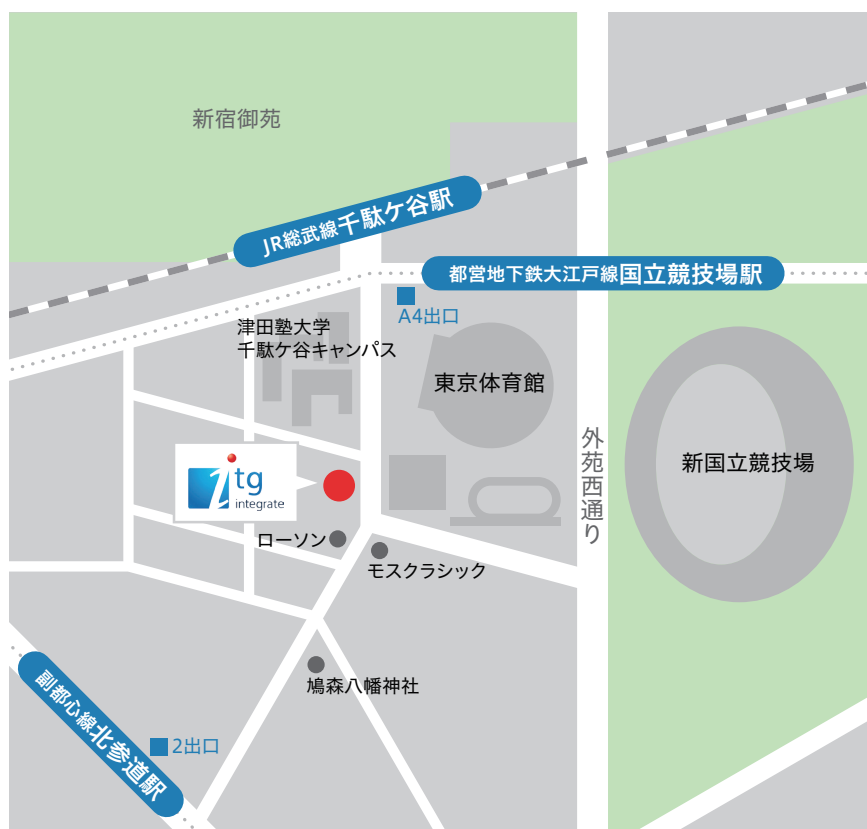 新宿御苑
JR総武線千駄ケ谷駅
都営地下鉄大江戸線国立競技場駅
A4出口
津田塾大学
千駄ケ谷キャンパス
東京体育館
外苑西通り
新国立競技場
itg
integrate
ローソン
モスクラシック
鳩森八幡神社
副都心線北参道駅
2出口